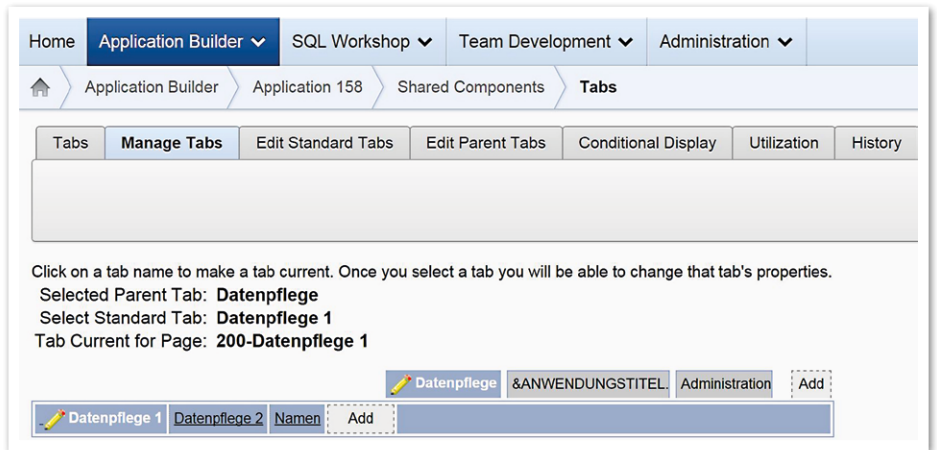 Home Application Builder SQL Workshop Team Development Administration
Application Builder Application 158 Shared Components Tabs
Tabs Manage Tabs Edit Standard Tabs Edit Parent Tabs Conditional Display Utilization History
Click on a tab name to make a tab current. Once you select a tab you will be able to change that tab's properties.
Selected Parent Tab: Datenpflege
Select Standard Tab: Datenpflege 1
Tab Current for Page: 200-Datenpflege 1
Datenpflege &ANWENDUNGSTITEL. Administration Add
Datenpflege 1 Datenpflege 2 Namen Add